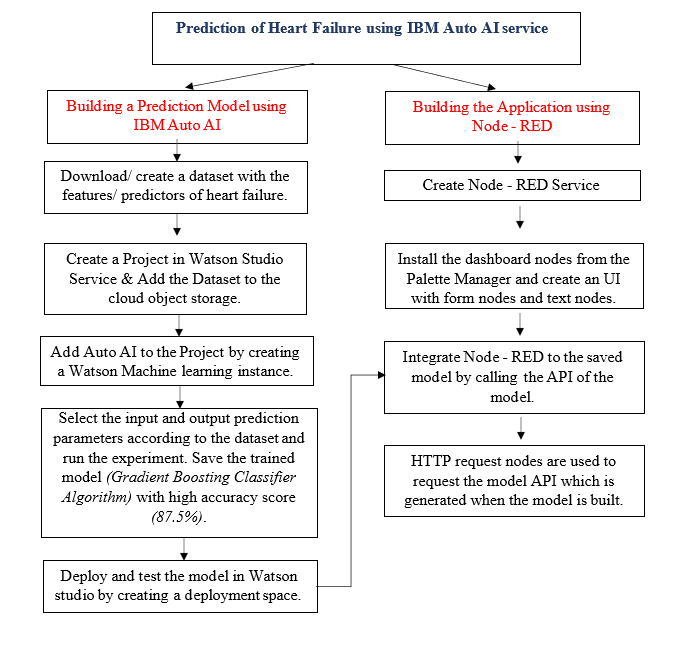 Prediction of Heart Failure using IBM Auto AI service
Building a Prediction Model using
IBM Auto AI
Download/ create a dataset with the
features/ predictors of heart failure.
Create a Project in Watson Studio
Service & Add the Dataset to the
cloud object storage.
Add Auto AI to the Project by creating
a Watson Machine learning instance.
Select the input and output prediction
parameters according to the dataset and
run the experiment. Save the trained
model (Gradient Boosting Classifier
Algorithm) with high accuracy score
(87.5%).
Deploy and test the model in Watson
studio by creating a deployment space.
Building the Application using
Node - RED
Create Node - RED Service
Install the dashboard nodes from the
Palette Manager and create an UI
with form nodes and text nodes.
Integrate Node - RED to the saved
model by calling the API of the
model.
HTTP request nodes are used to
request the model API which is
generated when the model is built.